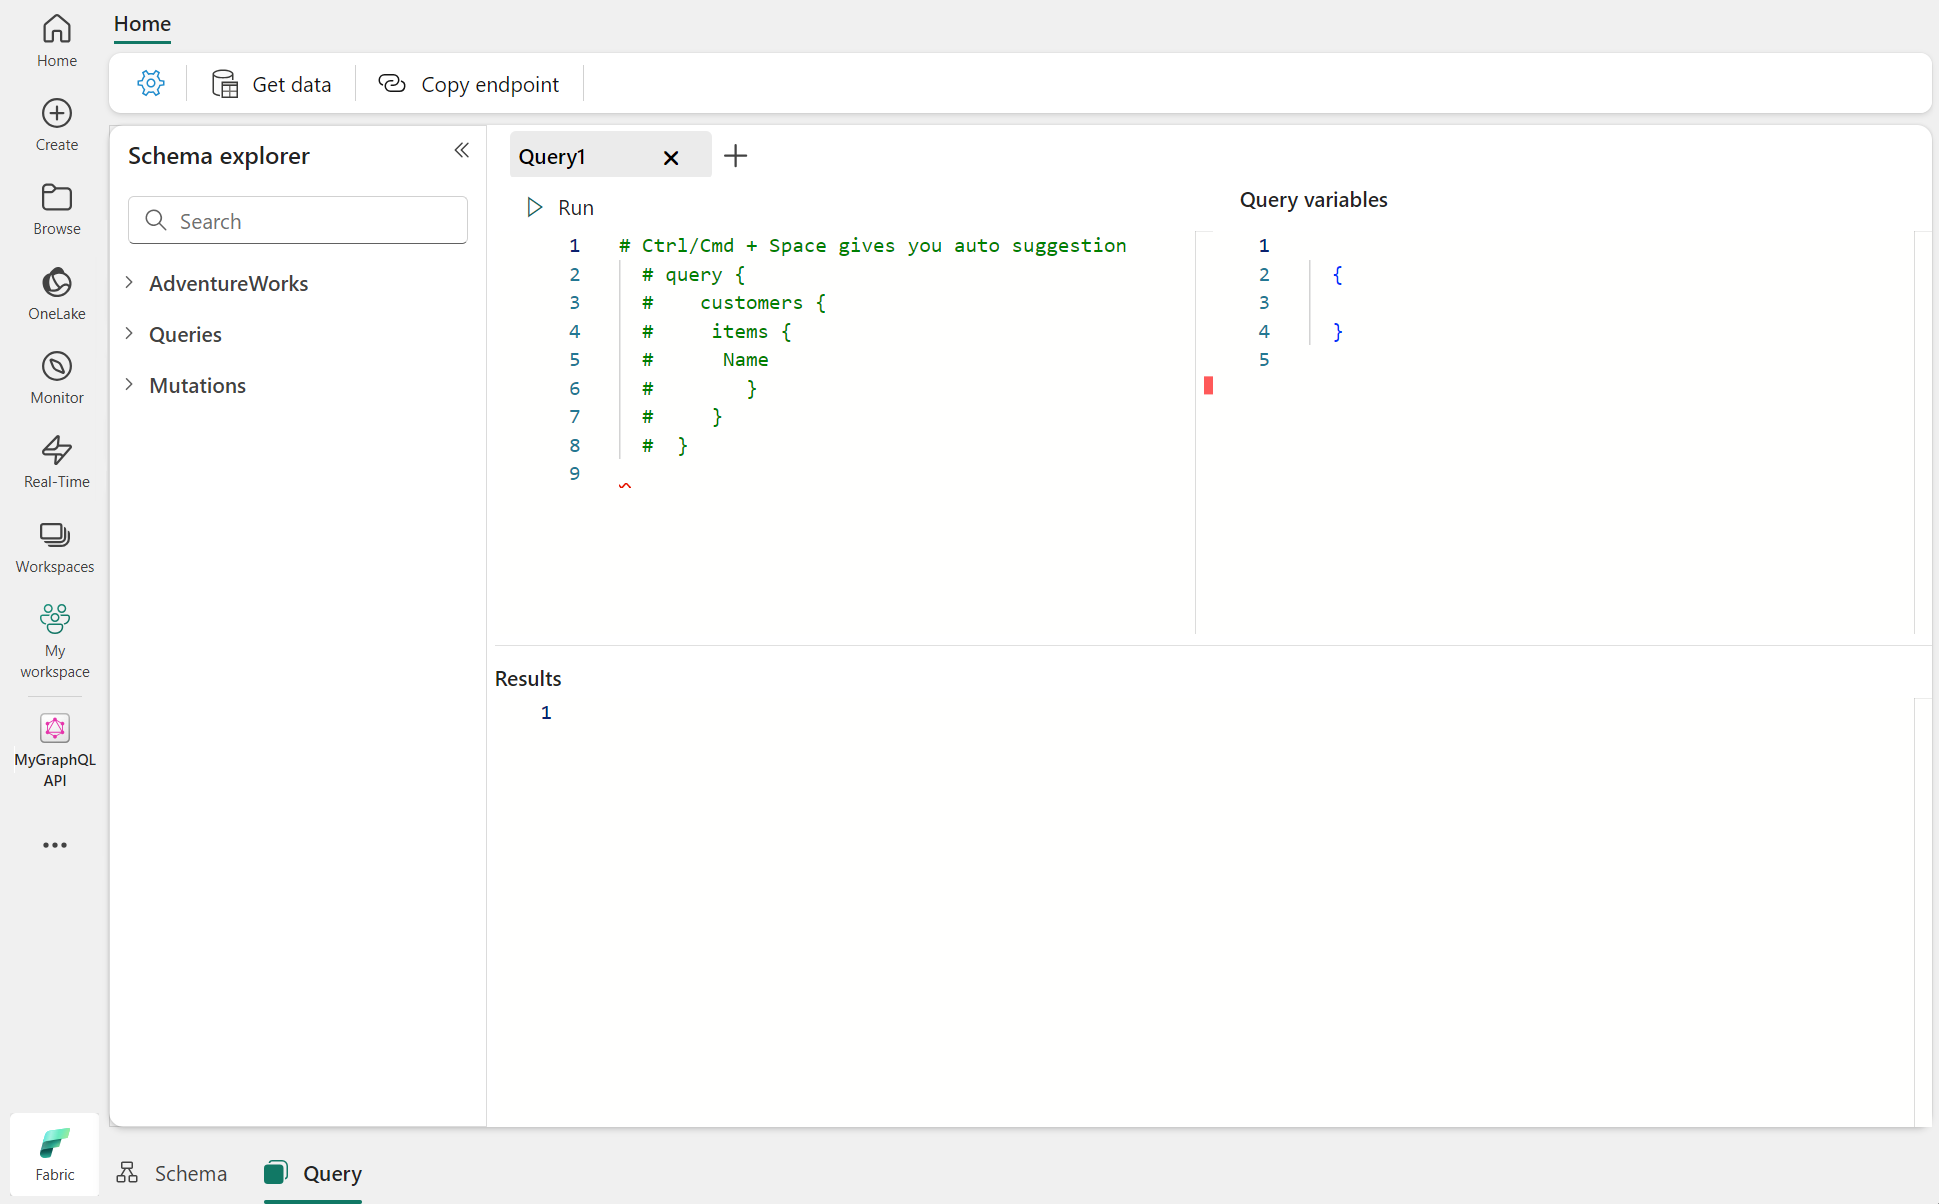 Home
Create
Browse
OneLake
Monitor
Real-Time
Workspaces
My
workspace
MyGraphQL
API
Fabric
Home
Get data
Copy endpoint
Schema explorer
Search
AdventureWorks
Queries
Mutations
Query1
Run
1 # Ctrl/Cmd + Space gives you auto suggestion
2 # query {
3 # customers {
4 # items {
5 # Name
6 # }
7 # }
8 # }
9
Query variables
1
2 {
3
4 }
5
Results
1
Schema
Query